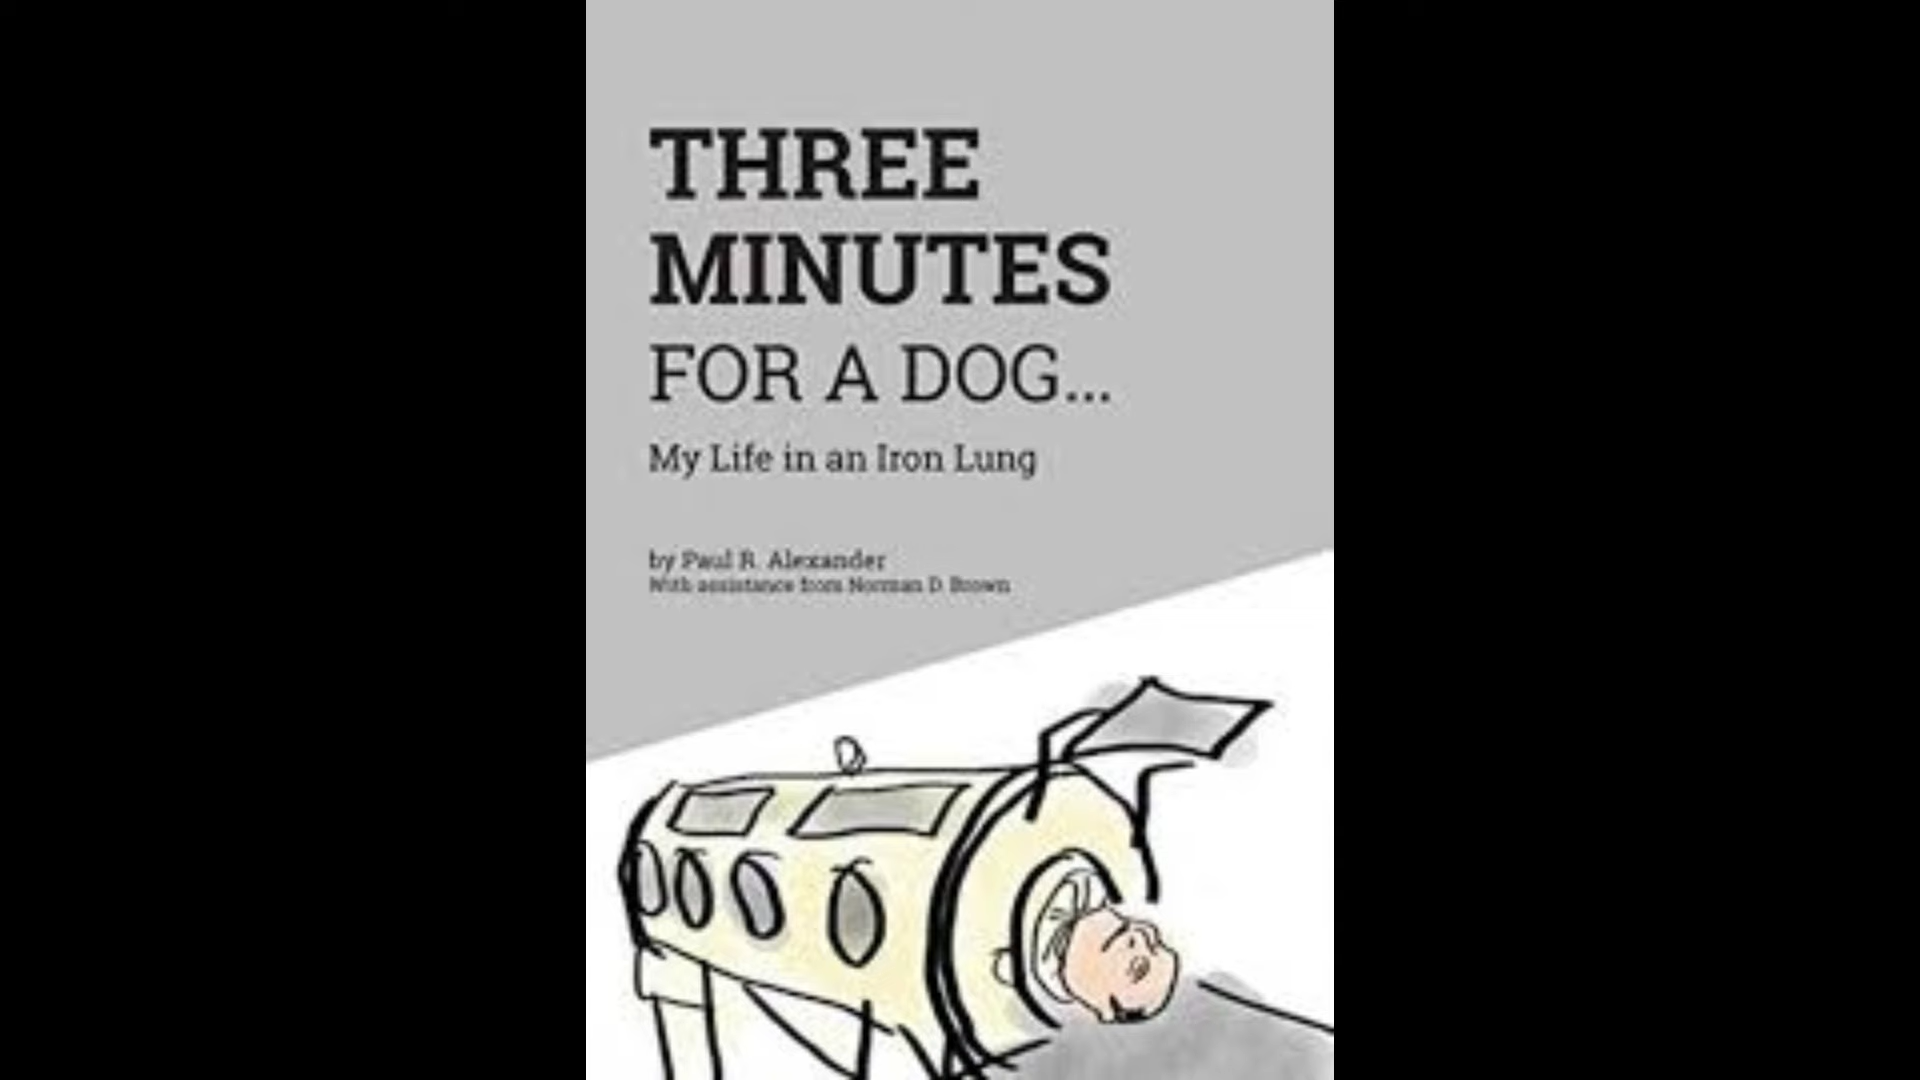 THREE
MINUTES
FOR A DOG...
My Life in an Iron Lung
by Paul R. Alexander
With assistance from Norman D. Brown